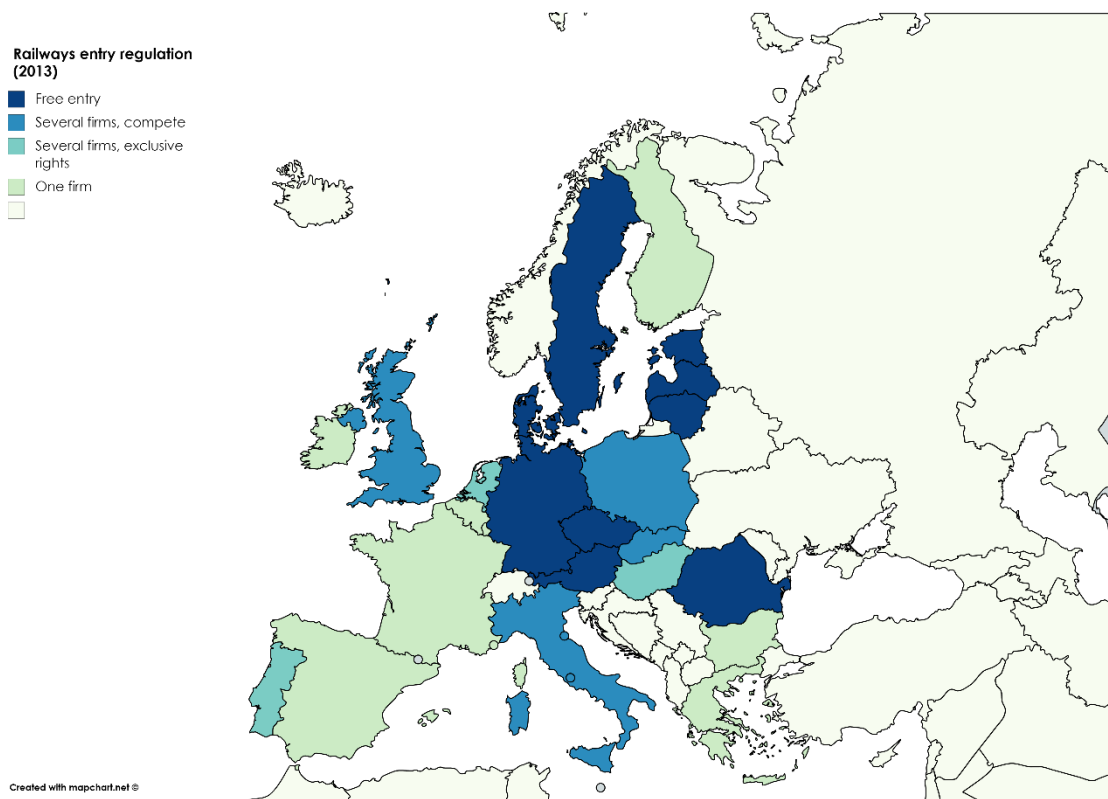 Railways entry regulation
(2013)
Free entry
Several firms, compete
Several firms, exclusive
rights
One firm
Created with mapchart.net ©